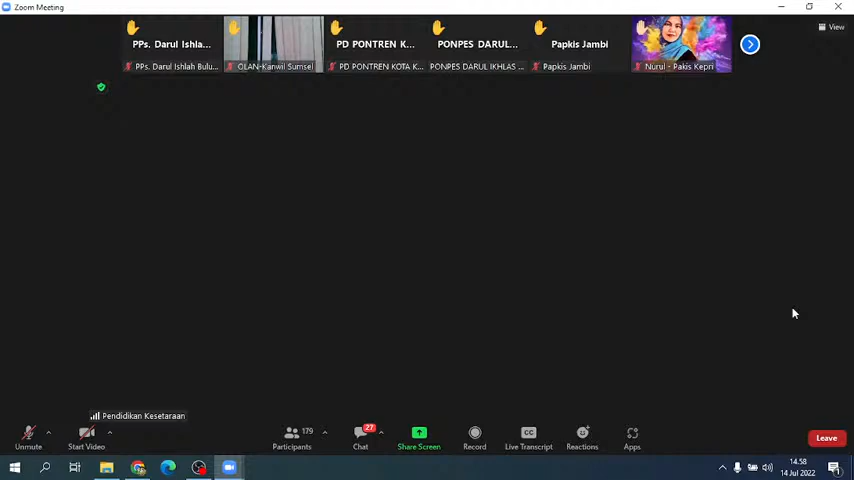 Zoom Meeting
View
PPs. Darul Ishla...
PD PONTREN K...
PONPES DARUL...
Papkis Jambi
PPs. Darul Ishlah Bulu...
OLAN-Kanwil Sumsel
PD PONTREN KOTA K...
PONPES DARUL IKHLAS ...
Papkis Jambi
Nurul - Pakis Kepri
Pendidikan Kesetaraan
179
27
CC
Unmute
Start Video
Participants
Chat
Share Screen
Record
Live Transcript
Reactions
Apps
Leave
14.58
14 Jul 2022
1